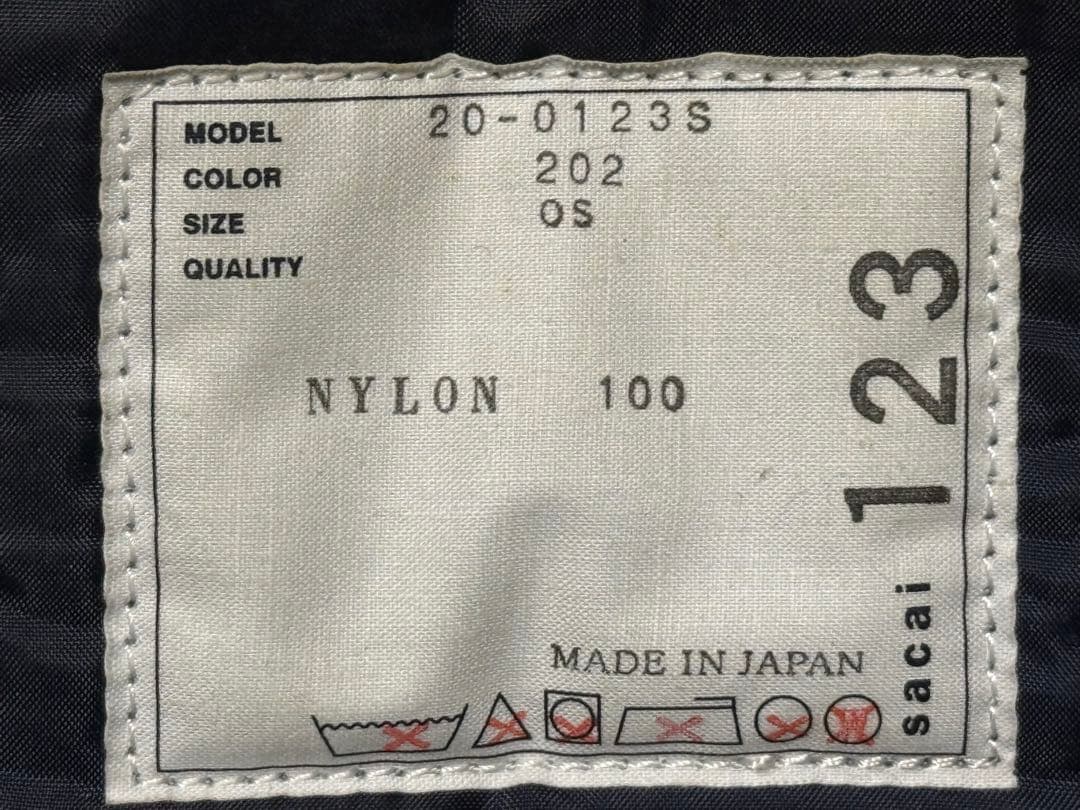 MODEL 20-0123S
COLOR 202
SIZE OS
QUALITY
NYLON 100
MADE IN JAPAN
sacai 123